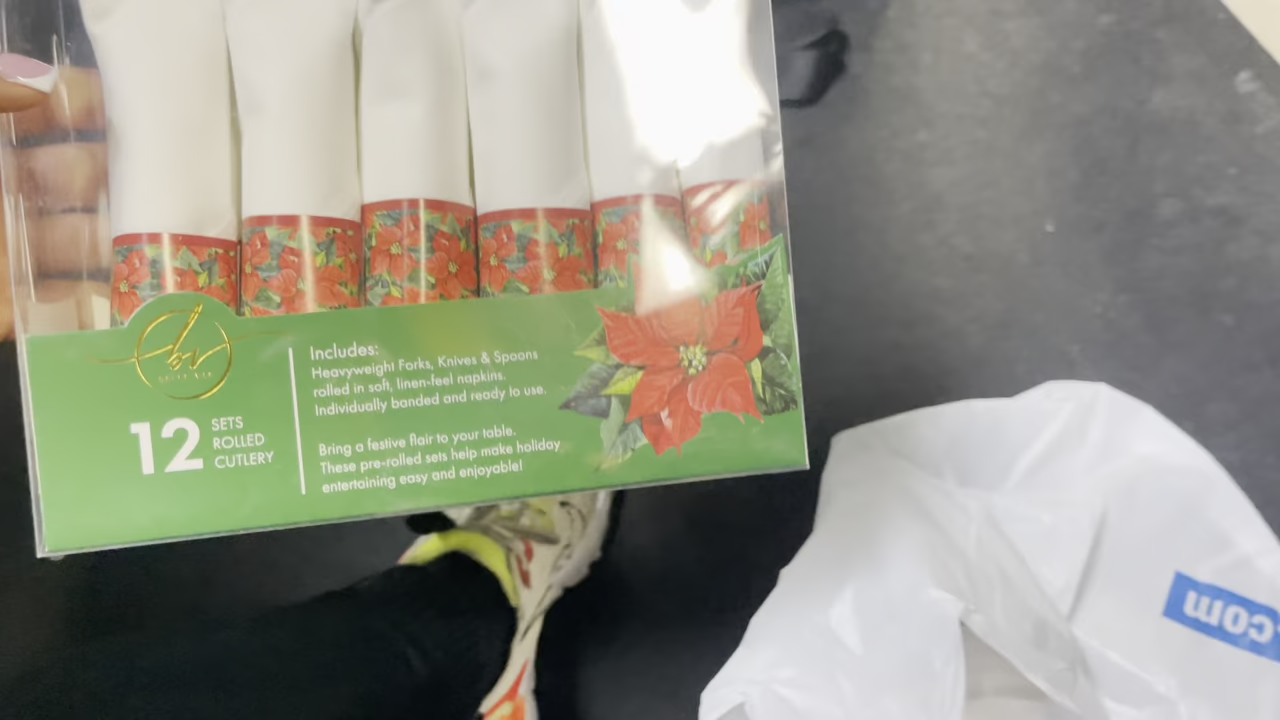 bv
12
SETS
ROLLED
CUTLERY
Includes:
Heavyweight Forks, Knives & Spoons
rolled in soft, linen-feel napkins.
Individually banded and ready to use.
Bring a festive flair to your table.
These pre-rolled sets help make holiday
entertaining easy and enjoyable!
.com